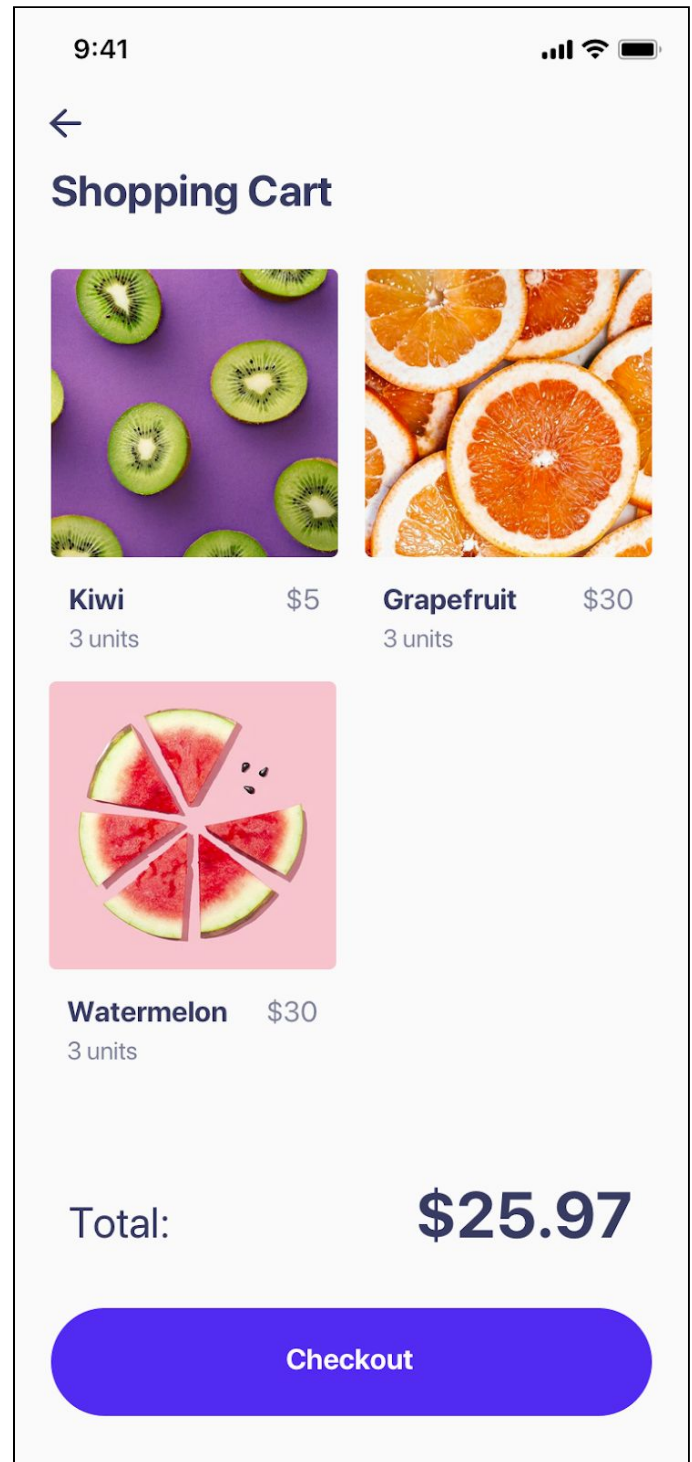 9:41
Shopping Cart
Kiwi $5
3 units
Grapefruit $30
3 units
Watermelon $30
3 units
Total: $25.97
Checkout